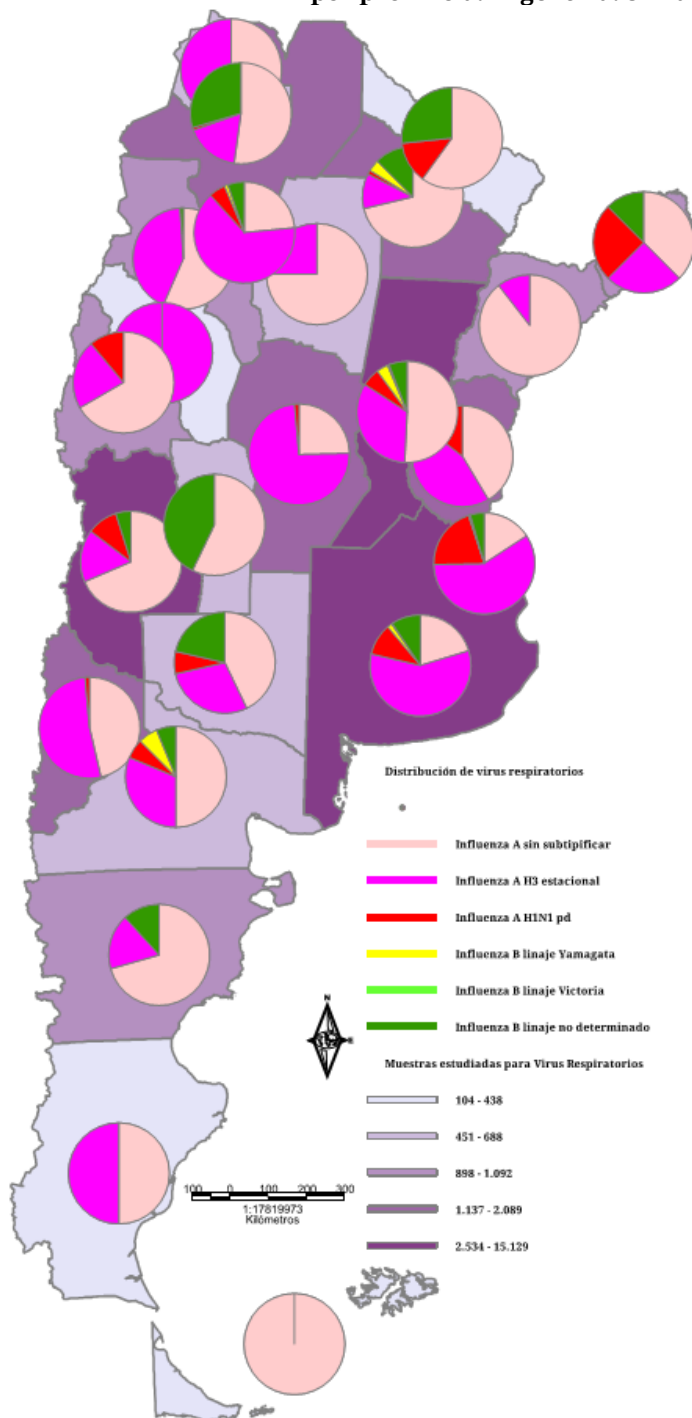 Distribución de virus respiratorios
Influenza A sin subtipificar
Influenza A H3 estacional
Influenza A H1N1 pd
Influenza B linaje Yamagata
Influenza B linaje Victoria
Influenza B linaje no determinado
N
E
Muestras estudiadas para Virus Respiratorios
104 - 438
451 - 688
898 - 1.092
1.137 - 2.089
2.534 - 15.129
100 0 100 200 300
1:17819973
Kilómetros